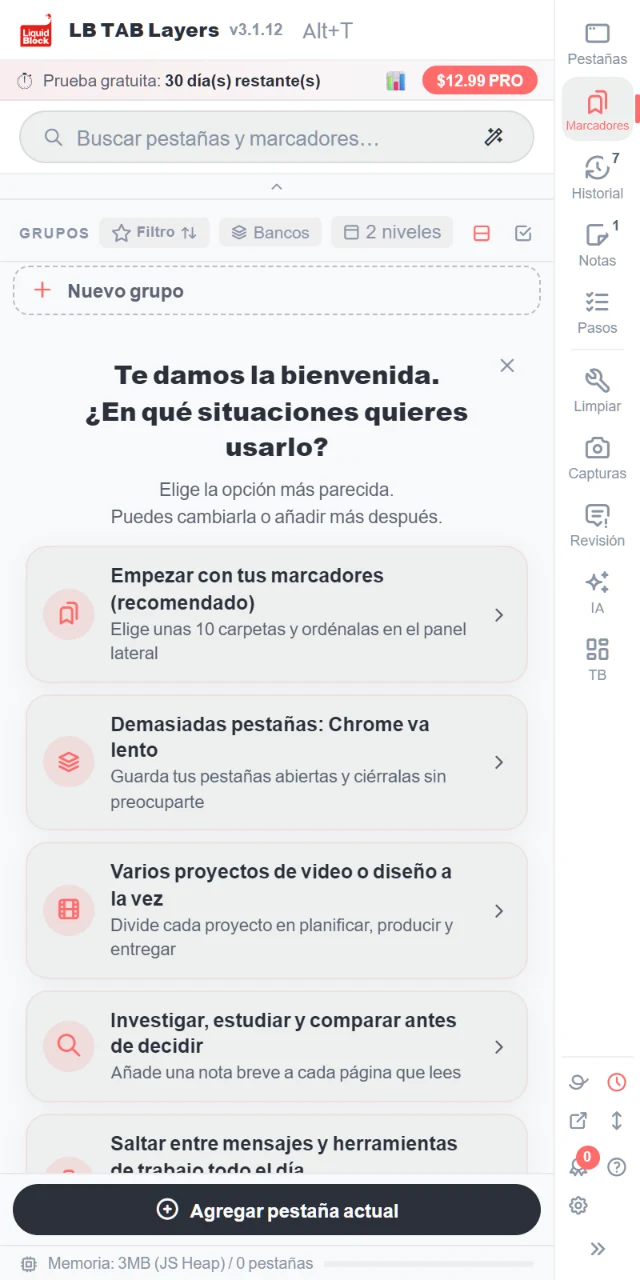 Liquid
Block
LB TAB Layers v3.1.12 Alt+T
Prueba gratuita: 30 día(s) restante(s)
$12.99 PRO
Buscar pestañas y marcadores…
GRUPOS
Filtro
Bancos
2 niveles
Nuevo grupo
Te damos la bienvenida.
¿En qué situaciones quieres
usarlo?
Elige la opción más parecida.
Puedes cambiarla o añadir más después.
Empezar con tus marcadores
(recomendado)
Elige unas 10 carpetas y ordénalas en el panel
lateral
Demasiadas pestañas: Chrome va
lento
Guarda tus pestañas abiertas y ciérralas sin
preocuparte
Varios proyectos de video o diseño a
la vez
Divide cada proyecto en planificar, producir y
entregar
Investigar, estudiar y comparar antes
de decidir
Añade una nota breve a cada página que lees
Saltar entre mensajes y herramientas
de trabajo todo el día
Agregar pestaña actual
Memoria: 3MB (JS Heap) / 0 pestañas
Pestañas
Marcadores
7
Historial
1
Notas
Pasos
Limpiar
Capturas
Revisión
IA
TB
0